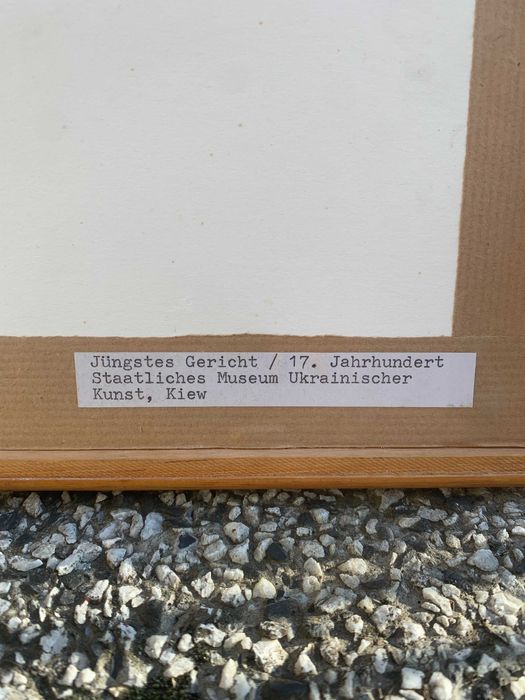 Jüngstes Gericht / 17. Jahrhundert
Staatliches Museum Ukrainischer
Kunst, Kiew